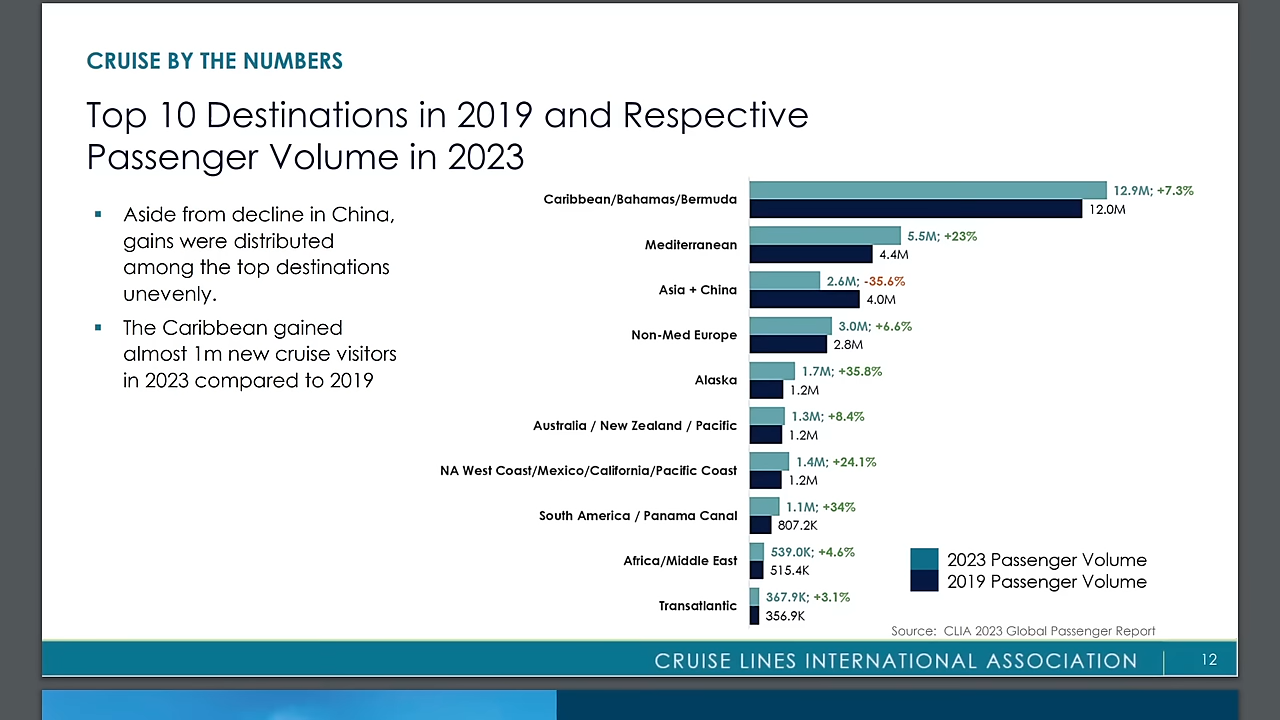 CRUISE BY THE NUMBERS
Top 10 Destinations in 2019 and Respective
Passenger Volume in 2023
▪ Aside from decline in China,
gains were distributed
among the top destinations
unevenly.
▪ The Caribbean gained
almost 1m new cruise visitors
in 2023 compared to 2019
Caribbean/Bahamas/Bermuda
12.9M; +7.3%
12.0M
Mediterranean
5.5M; +23%
4.4M
Asia + China
2.6M; -35.6%
4.0M
Non-Med Europe
3.0M; +6.6%
2.8M
Alaska
1.7M; +35.8%
1.2M
Australia / New Zealand / Pacific
1.3M; +8.4%
1.2M
NA West Coast/Mexico/California/Pacific Coast
1.4M; +24.1%
1.2M
South America / Panama Canal
1.1M; +34%
807.2K
Africa/Middle East
539.0K; +4.6%
515.4K
Transatlantic
367.9K; +3.1%
356.9K
2023 Passenger Volume
2019 Passenger Volume
Source: CLIA 2023 Global Passenger Report
CRUISE LINES INTERNATIONAL ASSOCIATION | 12